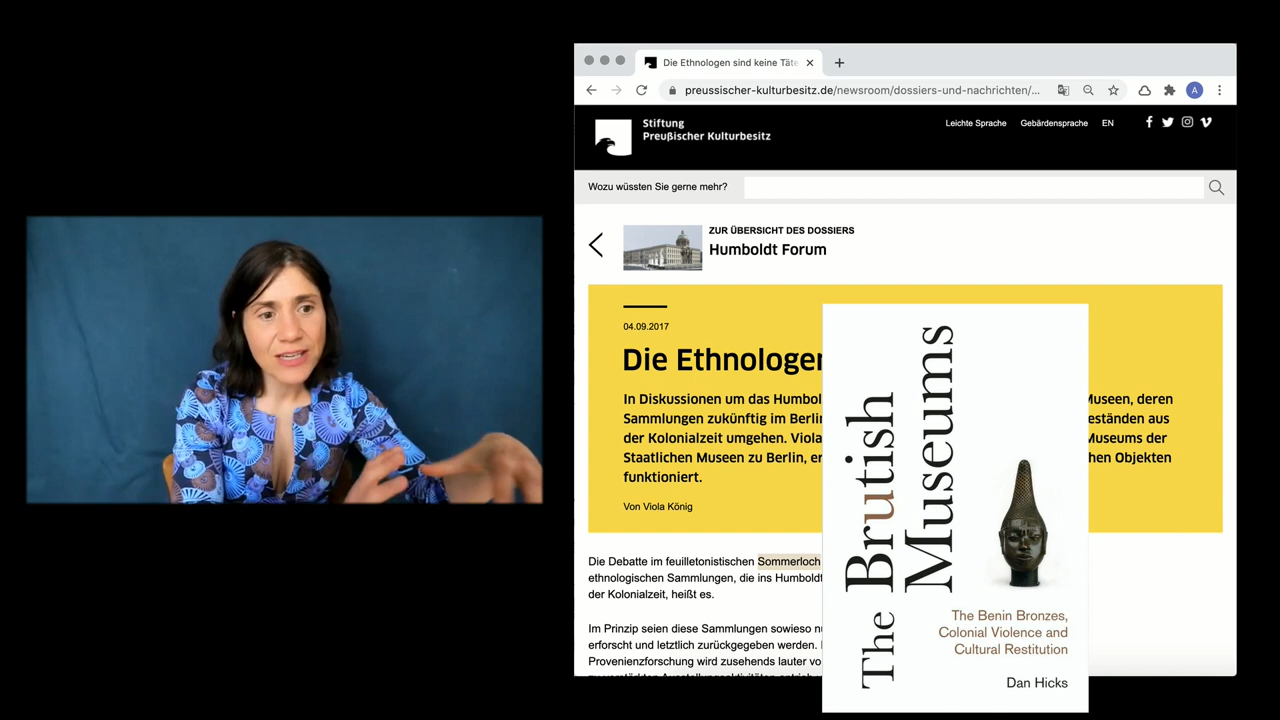 Die Ethnologen sind keine Täte
preussischer-kulturbesitz.de/newsroom/dossiers-und-nachrichten/...
A
Stiftung
Preußischer Kulturbesitz
Leichte Sprache
Gebärdensprache
EN
Wozu wüssten Sie gerne mehr?
ZUR ÜBERSICHT DES DOSSIERS
Humboldt Forum
04.09.2017
Die Ethnologen
In Diskussionen um das Humbol Museen, deren
Sammlungen zukünftig im Berlin eständen aus
der Kolonialzeit umgehen. Viola Museums der
Staatlichen Museen zu Berlin, er hen Objekten
funktioniert.
Von Viola König
Die Debatte im feuilletonistischen Sommerloch
ethnologischen Sammlungen, die ins Humboldt
der Kolonialzeit, heißt es.
Im Prinzip seien diese Sammlungen sowieso nu
erforscht und letztlich zurückgegeben werden.
Provenienzforschung wird zusehends lauter vo
The Brutish
Museums
The Benin Bronzes,
Colonial Violence and
Cultural Restitution
Dan Hicks